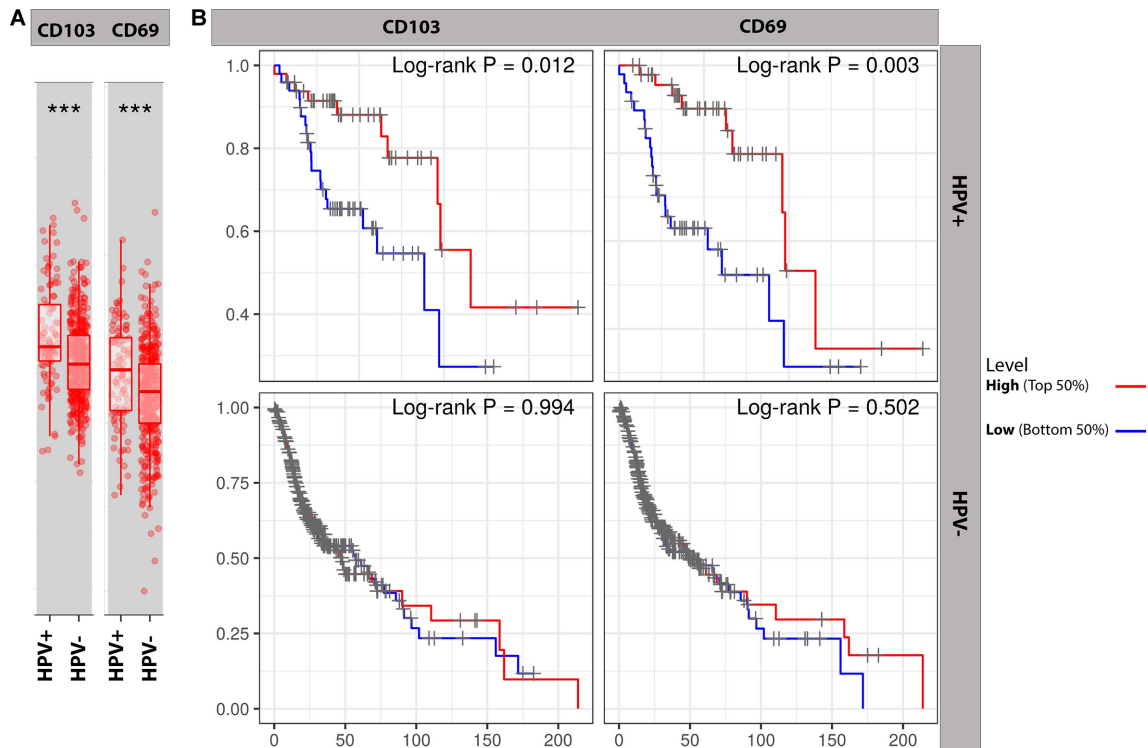 A
CD103 CD69
*** ***
HPV+ HPV- HPV+ HPV-
B
CD103 CD69
Log-rank P = 0.012
Log-rank P = 0.003
1.0
0.8
0.6
0.4
HPV+
Log-rank P = 0.994
Log-rank P = 0.502
1.00
0.75
0.50
0.25
0.00
HPV-
0 50 100 150 200
0 50 100 150 200
Level
High (Top 50%)
Low (Bottom 50%)